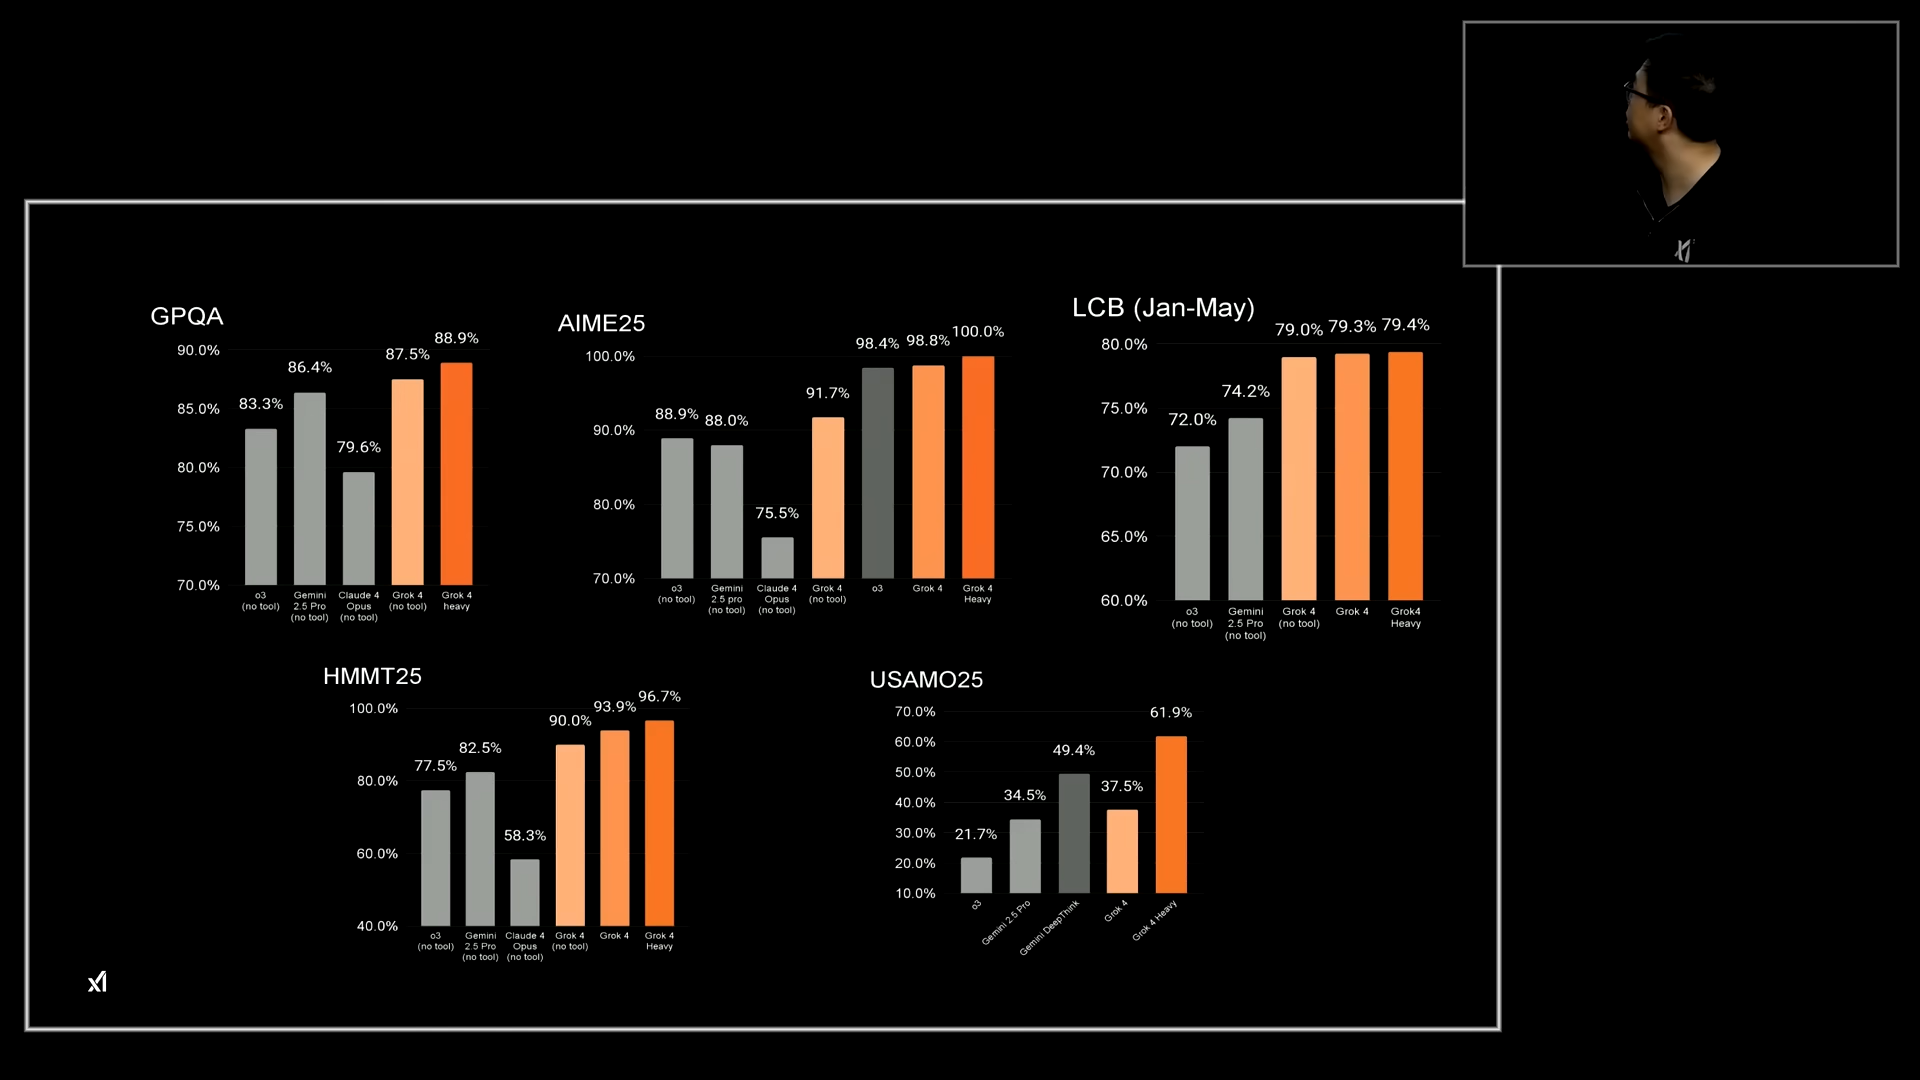 GPQA
88.9%
87.5%
86.4%
83.3%
79.6%
90.0%
85.0%
80.0%
75.0%
70.0%
o3
(no tool)
Gemini
2.5 Pro
(no tool)
Claude 4
Opus
(no tool)
Grok 4
(no tool)
Grok 4
heavy
AIME25
88.9%
88.0%
75.5%
91.7%
98.4%
98.8%
100.0%
100.0%
90.0%
80.0%
70.0%
o3
(no tool)
Gemini
2.5 pro
(no tool)
Claude 4
Opus
(no tool)
Grok 4
(no tool)
o3
Grok 4
Grok 4
Heavy
LCB (Jan-May)
72.0%
74.2%
79.0%
79.3%
79.4%
80.0%
75.0%
70.0%
65.0%
60.0%
o3
(no tool)
Gemini
2.5 Pro
(no tool)
Grok 4
(no tool)
Grok 4
Grok4
Heavy
HMMT25
77.5%
82.5%
58.3%
90.0%
93.9%
96.7%
100.0%
80.0%
60.0%
40.0%
o3
(no tool)
Gemini
2.5 Pro
(no tool)
Claude 4
Opus
(no tool)
Grok 4
(no tool)
Grok 4
Grok 4
Heavy
USAMO25
21.7%
34.5%
49.4%
37.5%
61.9%
70.0%
60.0%
50.0%
40.0%
30.0%
20.0%
10.0%
o3
Gemini 2.5 Pro
Gemini DeepThink
Grok 4
Grok 4 Heavy
xI